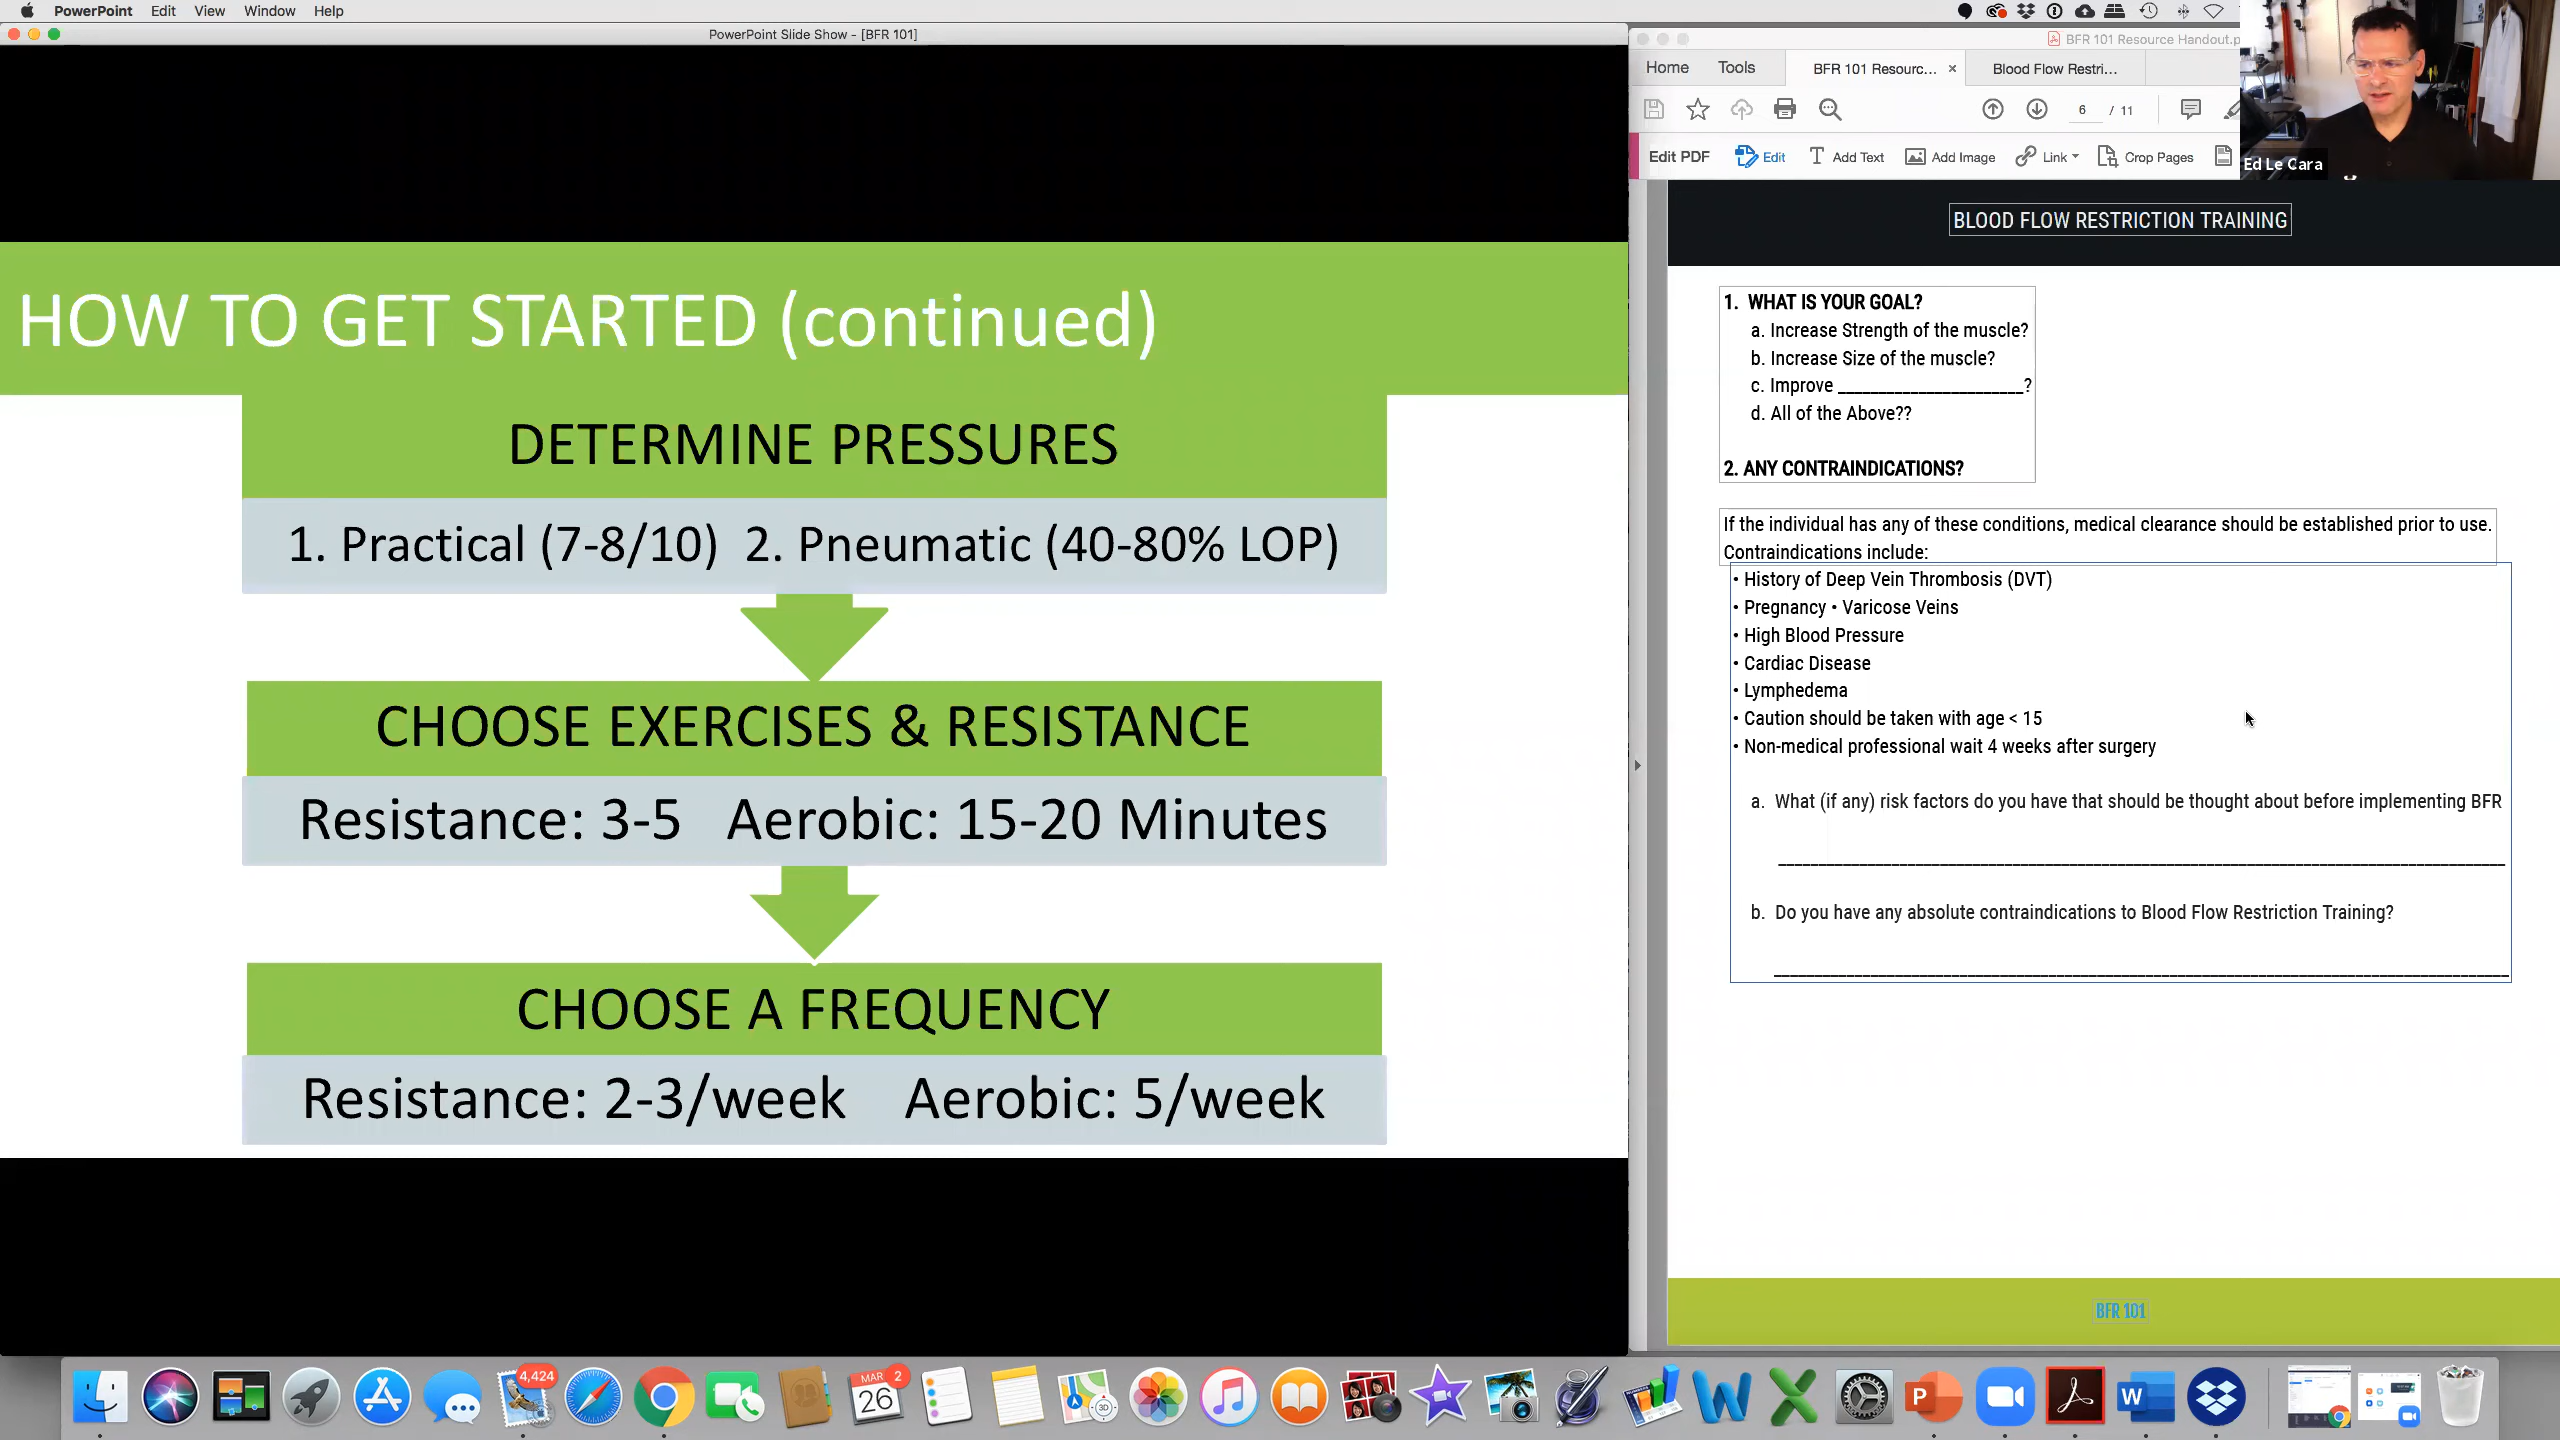 PowerPoint Edit View Window Help
PowerPoint Slide Show - [BFR 101]
HOW TO GET STARTED (continued)
DETERMINE PRESSURES
1. Practical (7-8/10) 2. Pneumatic (40-80% LOP)
CHOOSE EXERCISES & RESISTANCE
Resistance: 3-5 Aerobic: 15-20 Minutes
CHOOSE A FREQUENCY
Resistance: 2-3/week Aerobic: 5/week
BFR 101 Resource Handout.p
Home Tools BFR 101 Resourc... × Blood Flow Restri...
6 / 11
Edit PDF Edit Add Text Add Image Link Crop Pages
Ed Le Cara
BLOOD FLOW RESTRICTION TRAINING
1. WHAT IS YOUR GOAL?
a. Increase Strength of the muscle?
b. Increase Size of the muscle?
c. Improve ______________________?
d. All of the Above??
2. ANY CONTRAINDICATIONS?
If the individual has any of these conditions, medical clearance should be established prior to use.
Contraindications include:
• History of Deep Vein Thrombosis (DVT)
• Pregnancy • Varicose Veins
• High Blood Pressure
• Cardiac Disease
• Lymphedema
• Caution should be taken with age < 15
• Non-medical professional wait 4 weeks after surgery
a. What (if any) risk factors do you have that should be thought about before implementing BFR
b. Do you have any absolute contraindications to Blood Flow Restriction Training?
BFR 101
4,424
MAR 2
26
3D
P
W